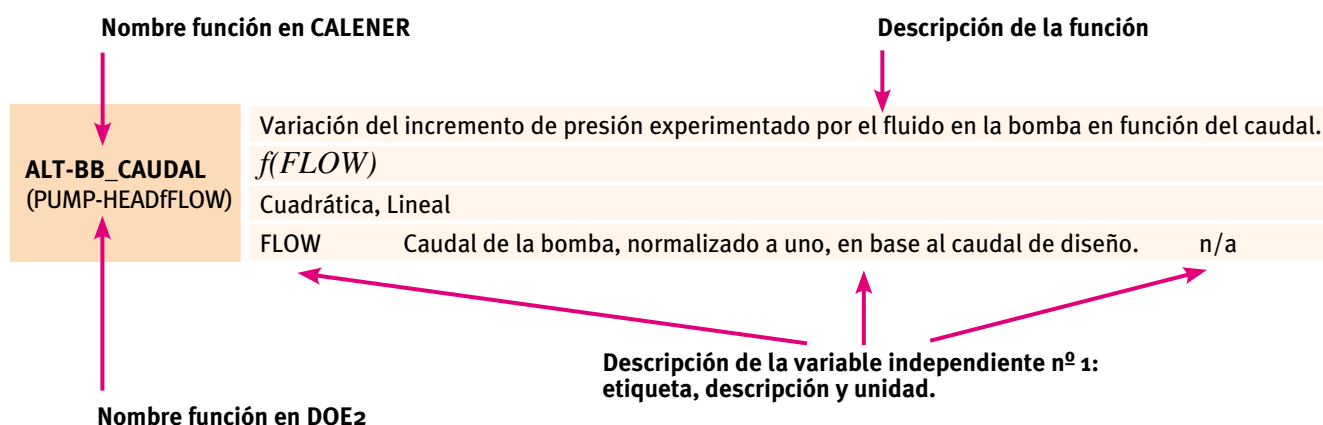 Nombre función en CALENER
Descripción de la función
Variación del incremento de presión experimentado por el fluido en la bomba en función del caudal.
ALT-BB_CAUDAL
(PUMP-HEADfFLOW)
f(FLOW)
Cuadrática, Lineal
FLOW Caudal de la bomba, normalizado a uno, en base al caudal de diseño. n/a
Descripción de la variable independiente nº 1:
etiqueta, descripción y unidad.
Nombre función en DOE2